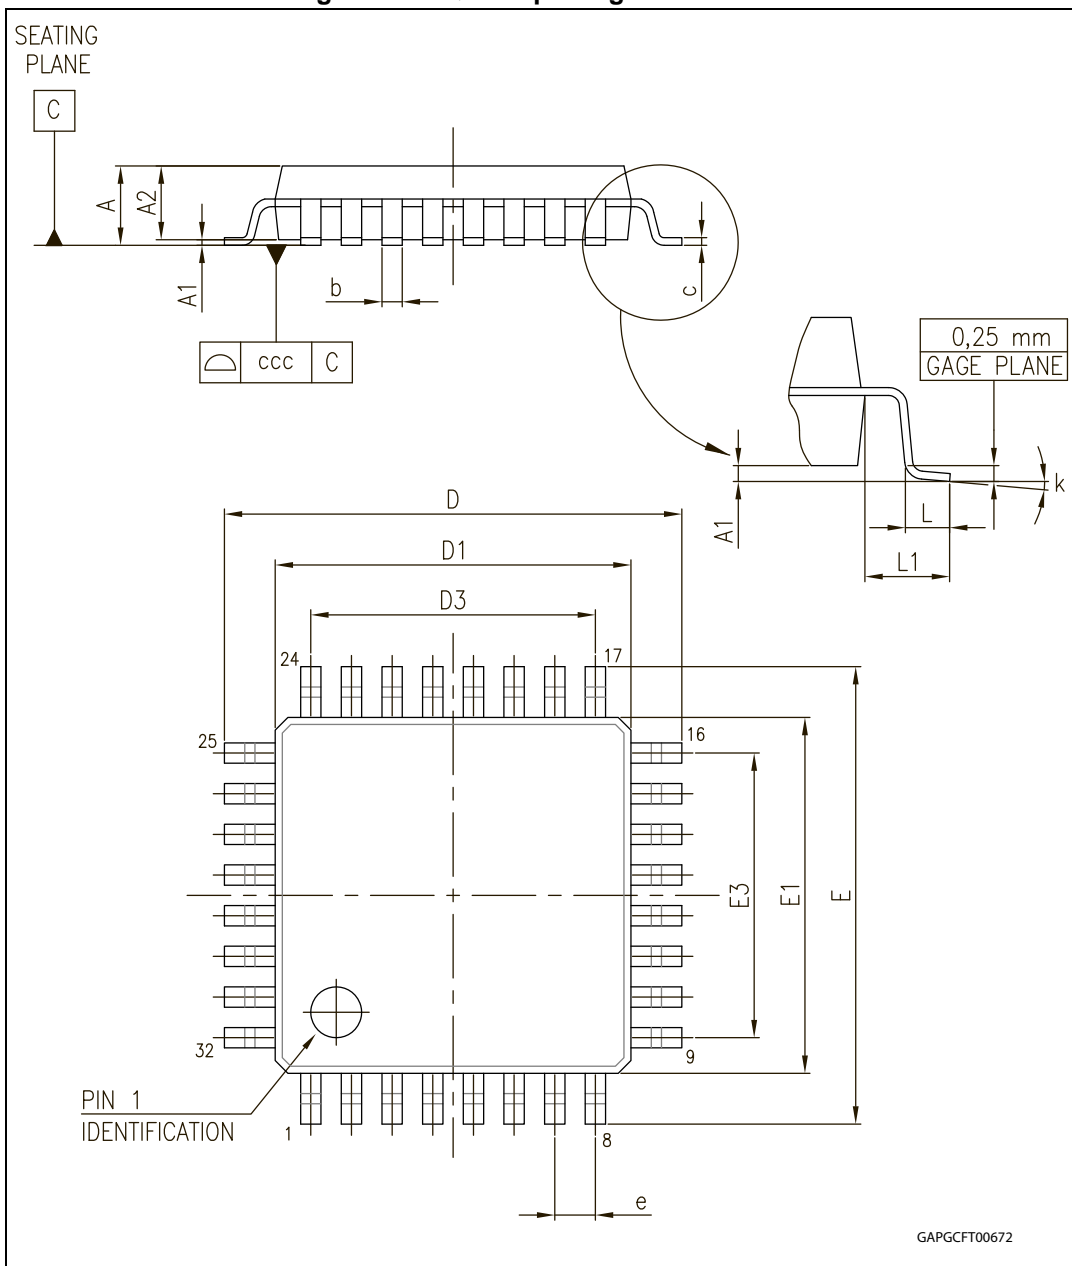 SEATING
PLANE
C
A
A2
A1
b
c
ccc
C
0,25 mm
GAGE PLANE
A1
L
L1
k
D
D1
D3
24
17
25
16
E3
E1
E
32
9
PIN 1
IDENTIFICATION
1
8
e
GAPGCFT00672